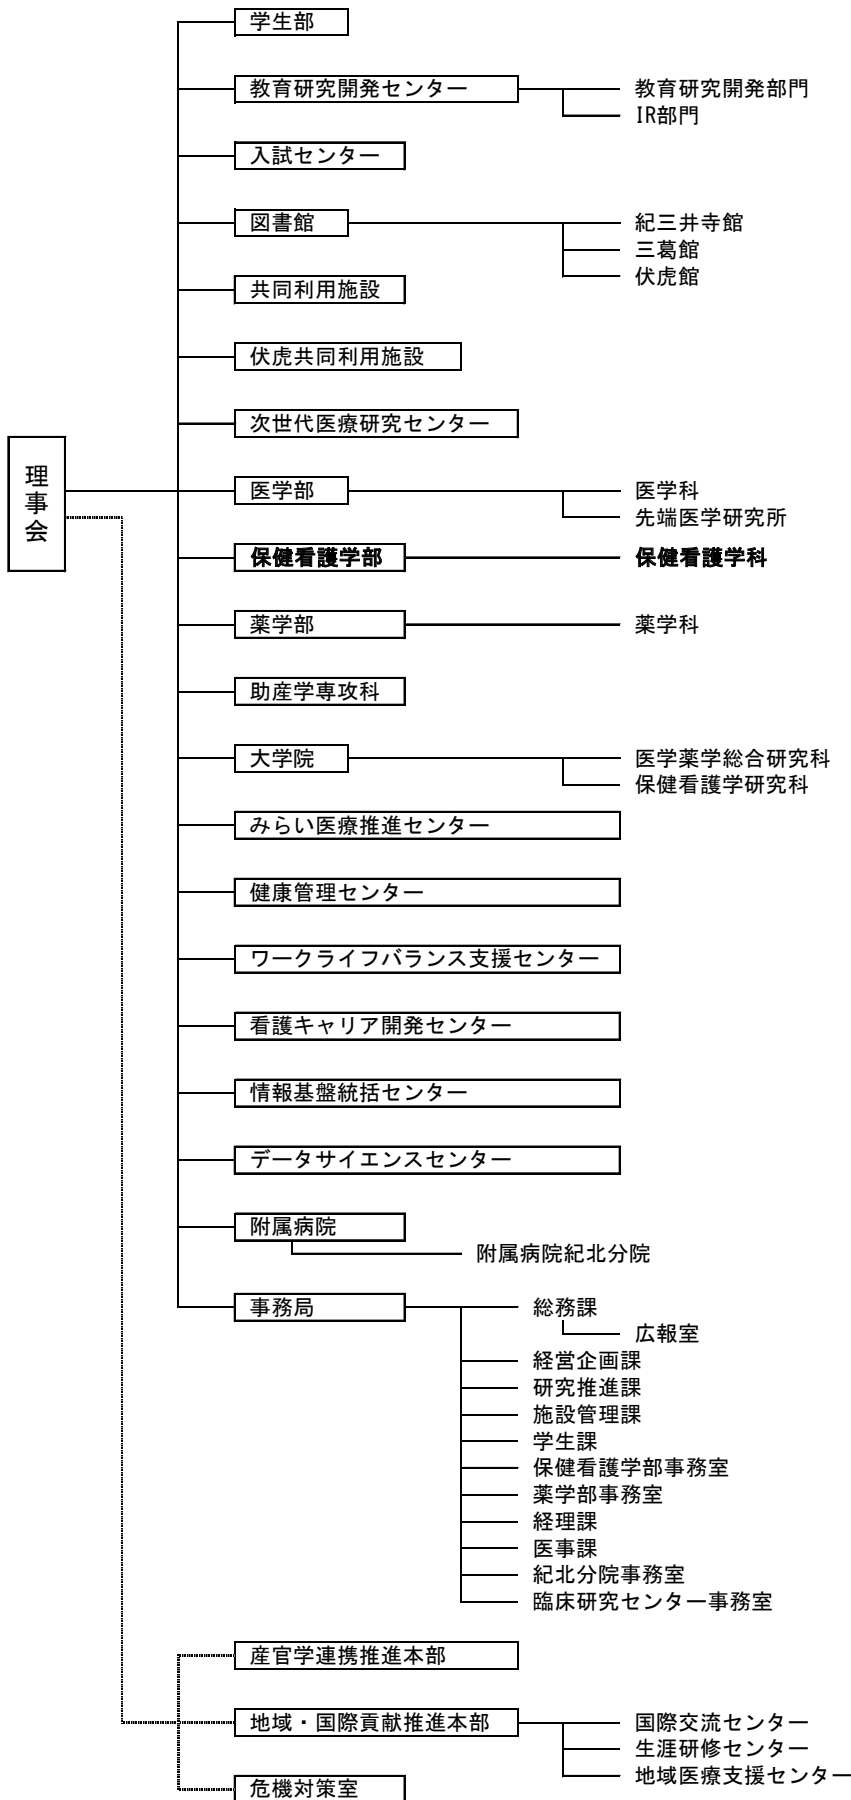 学生部
教育研究開発センター
教育研究開発部門
IR部門
入試センター
図書館
紀三井寺館
三葛館
伏虎館
共同利用施設
伏虎共同利用施設
次世代医療研究センター
理事会
医学部
医学科
先端医学研究所
保健看護学部
保健看護学科
薬学部
薬学科
助産学専攻科
大学院
医学薬学総合研究科
保健看護学研究科
みらい医療推進センター
健康管理センター
ワークライフバランス支援センター
看護キャリア開発センター
情報基盤統括センター
データサイエンスセンター
附属病院
附属病院紀北分院
事務局
総務課
広報室
経営企画課
研究推進課
施設管理課
学生課
保健看護学部事務室
薬学部事務室
経理課
医事課
紀北分院事務室
臨床研究センター事務室
産官学連携推進本部
地域・国際貢献推進本部
国際交流センター
生涯研修センター
地域医療支援センター
危機対策室